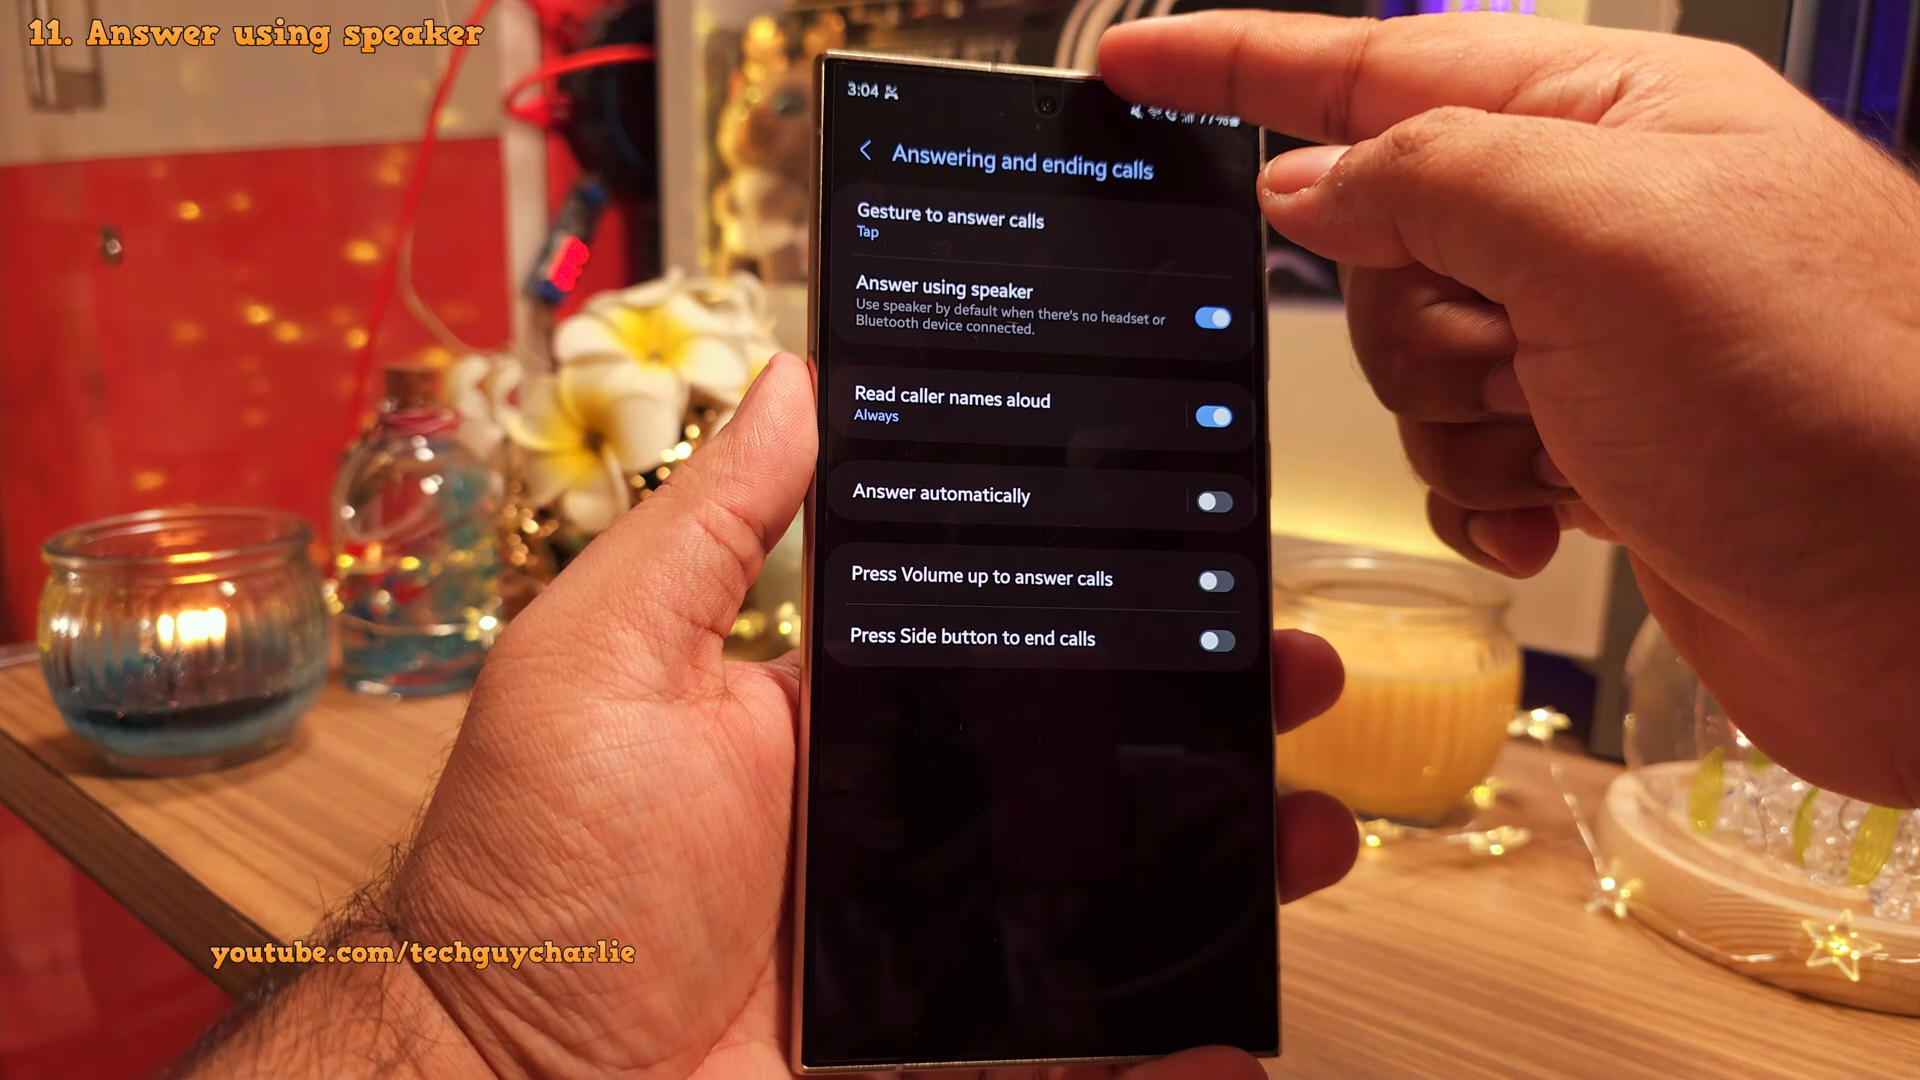 11. Answer using speaker
3:04
77%
Answering and ending calls
Gesture to answer calls
Tap
Answer using speaker
Use speaker by default when there's no headset or
Bluetooth device connected.
Read caller names aloud
Always
Answer automatically
Press Volume up to answer calls
Press Side button to end calls
youtube.com/techguycharlie